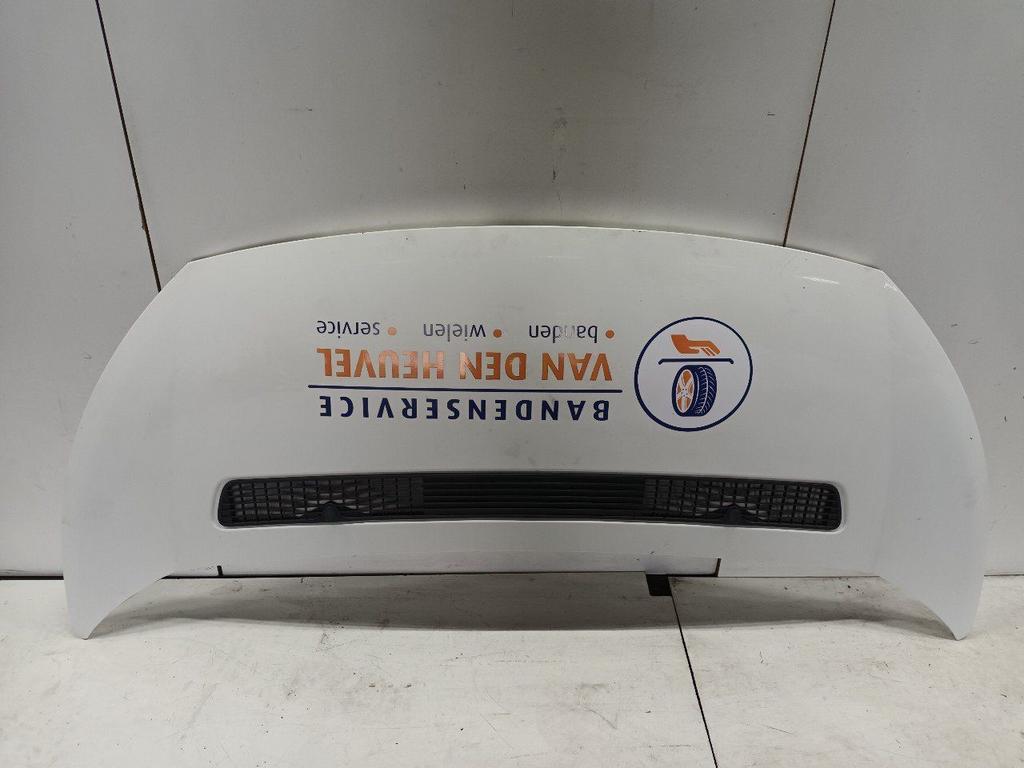 BANDENSERVICE
VAN DEN HEUVEL
• banden • wielen • service